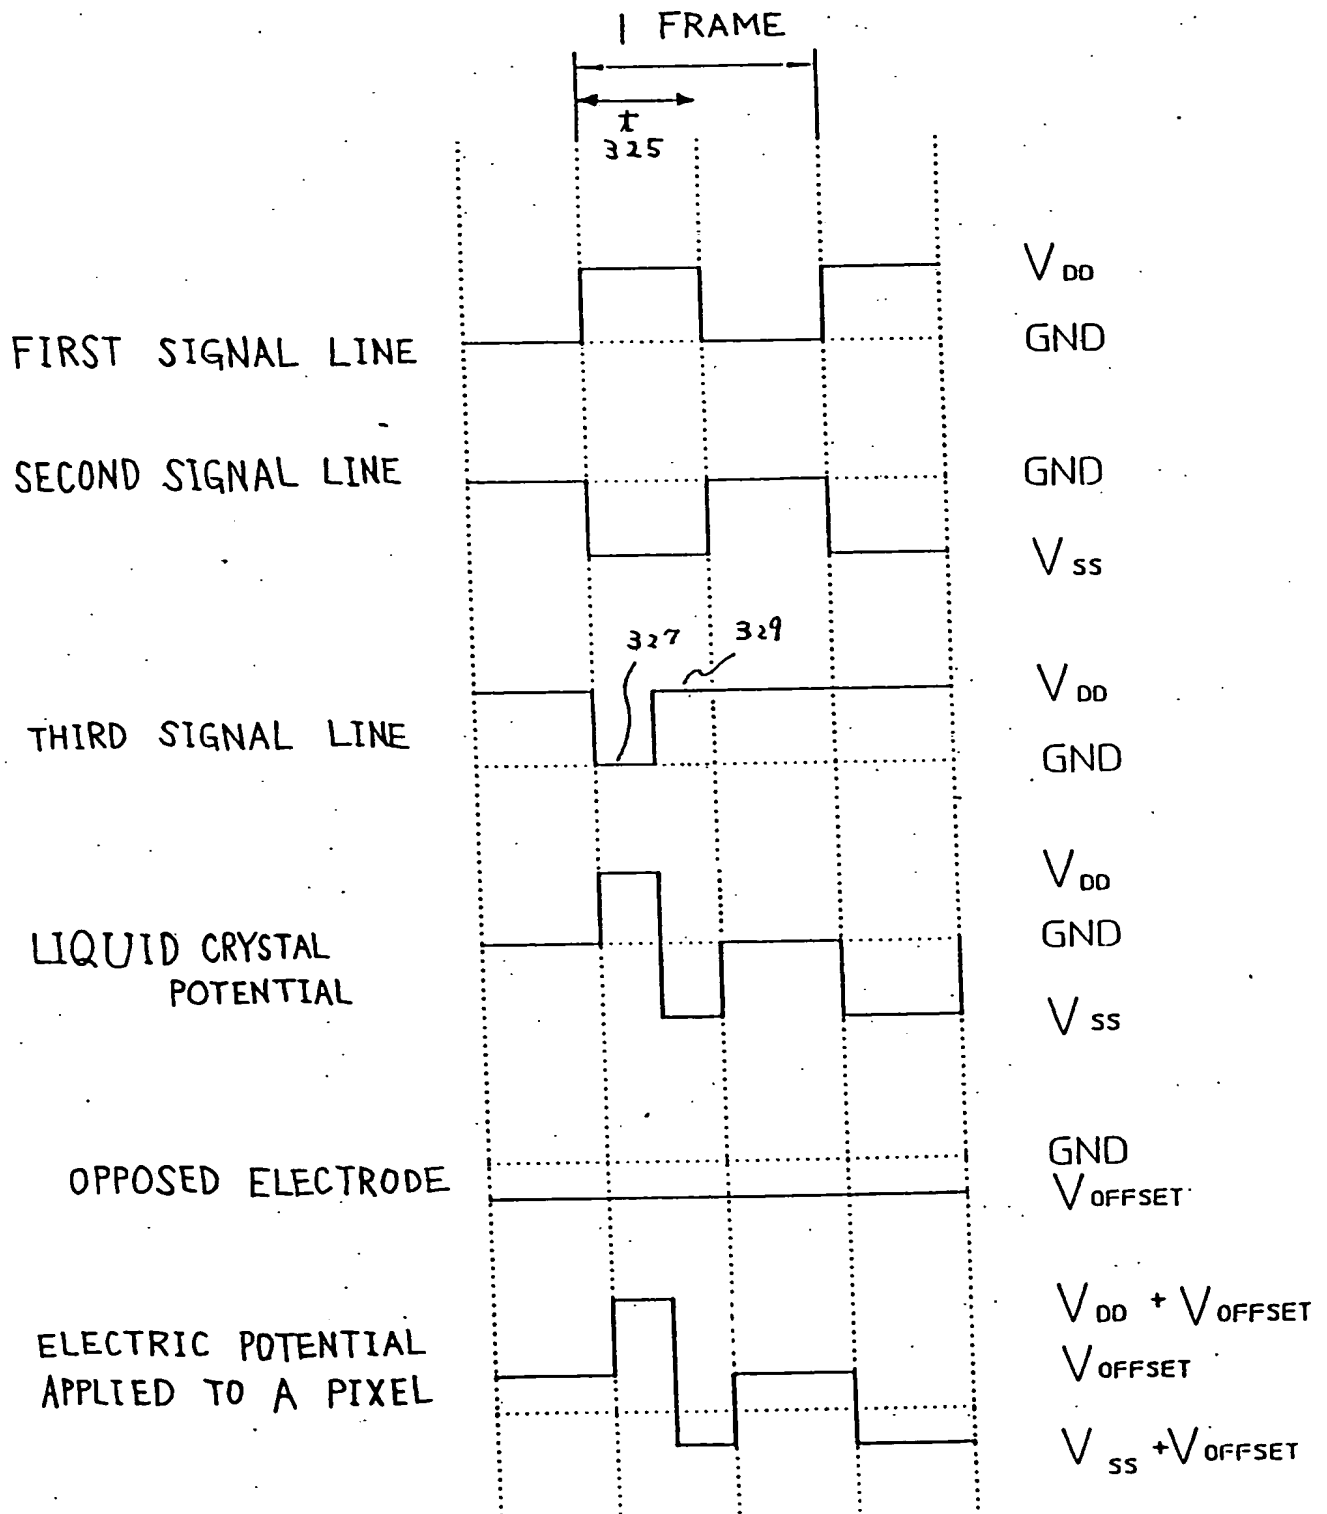 1 FRAME
t
325
V DD
GND
FIRST SIGNAL LINE
SECOND SIGNAL LINE
GND
V SS
327
329
V DD
THIRD SIGNAL LINE
GND
V DD
LIQUID CRYSTAL
POTENTIAL
GND
V SS
GND
OPPOSED ELECTRODE
V OFFSET
V DD + V OFFSET
ELECTRIC POTENTIAL
APPLIED TO A PIXEL
V OFFSET
V SS + V OFFSET